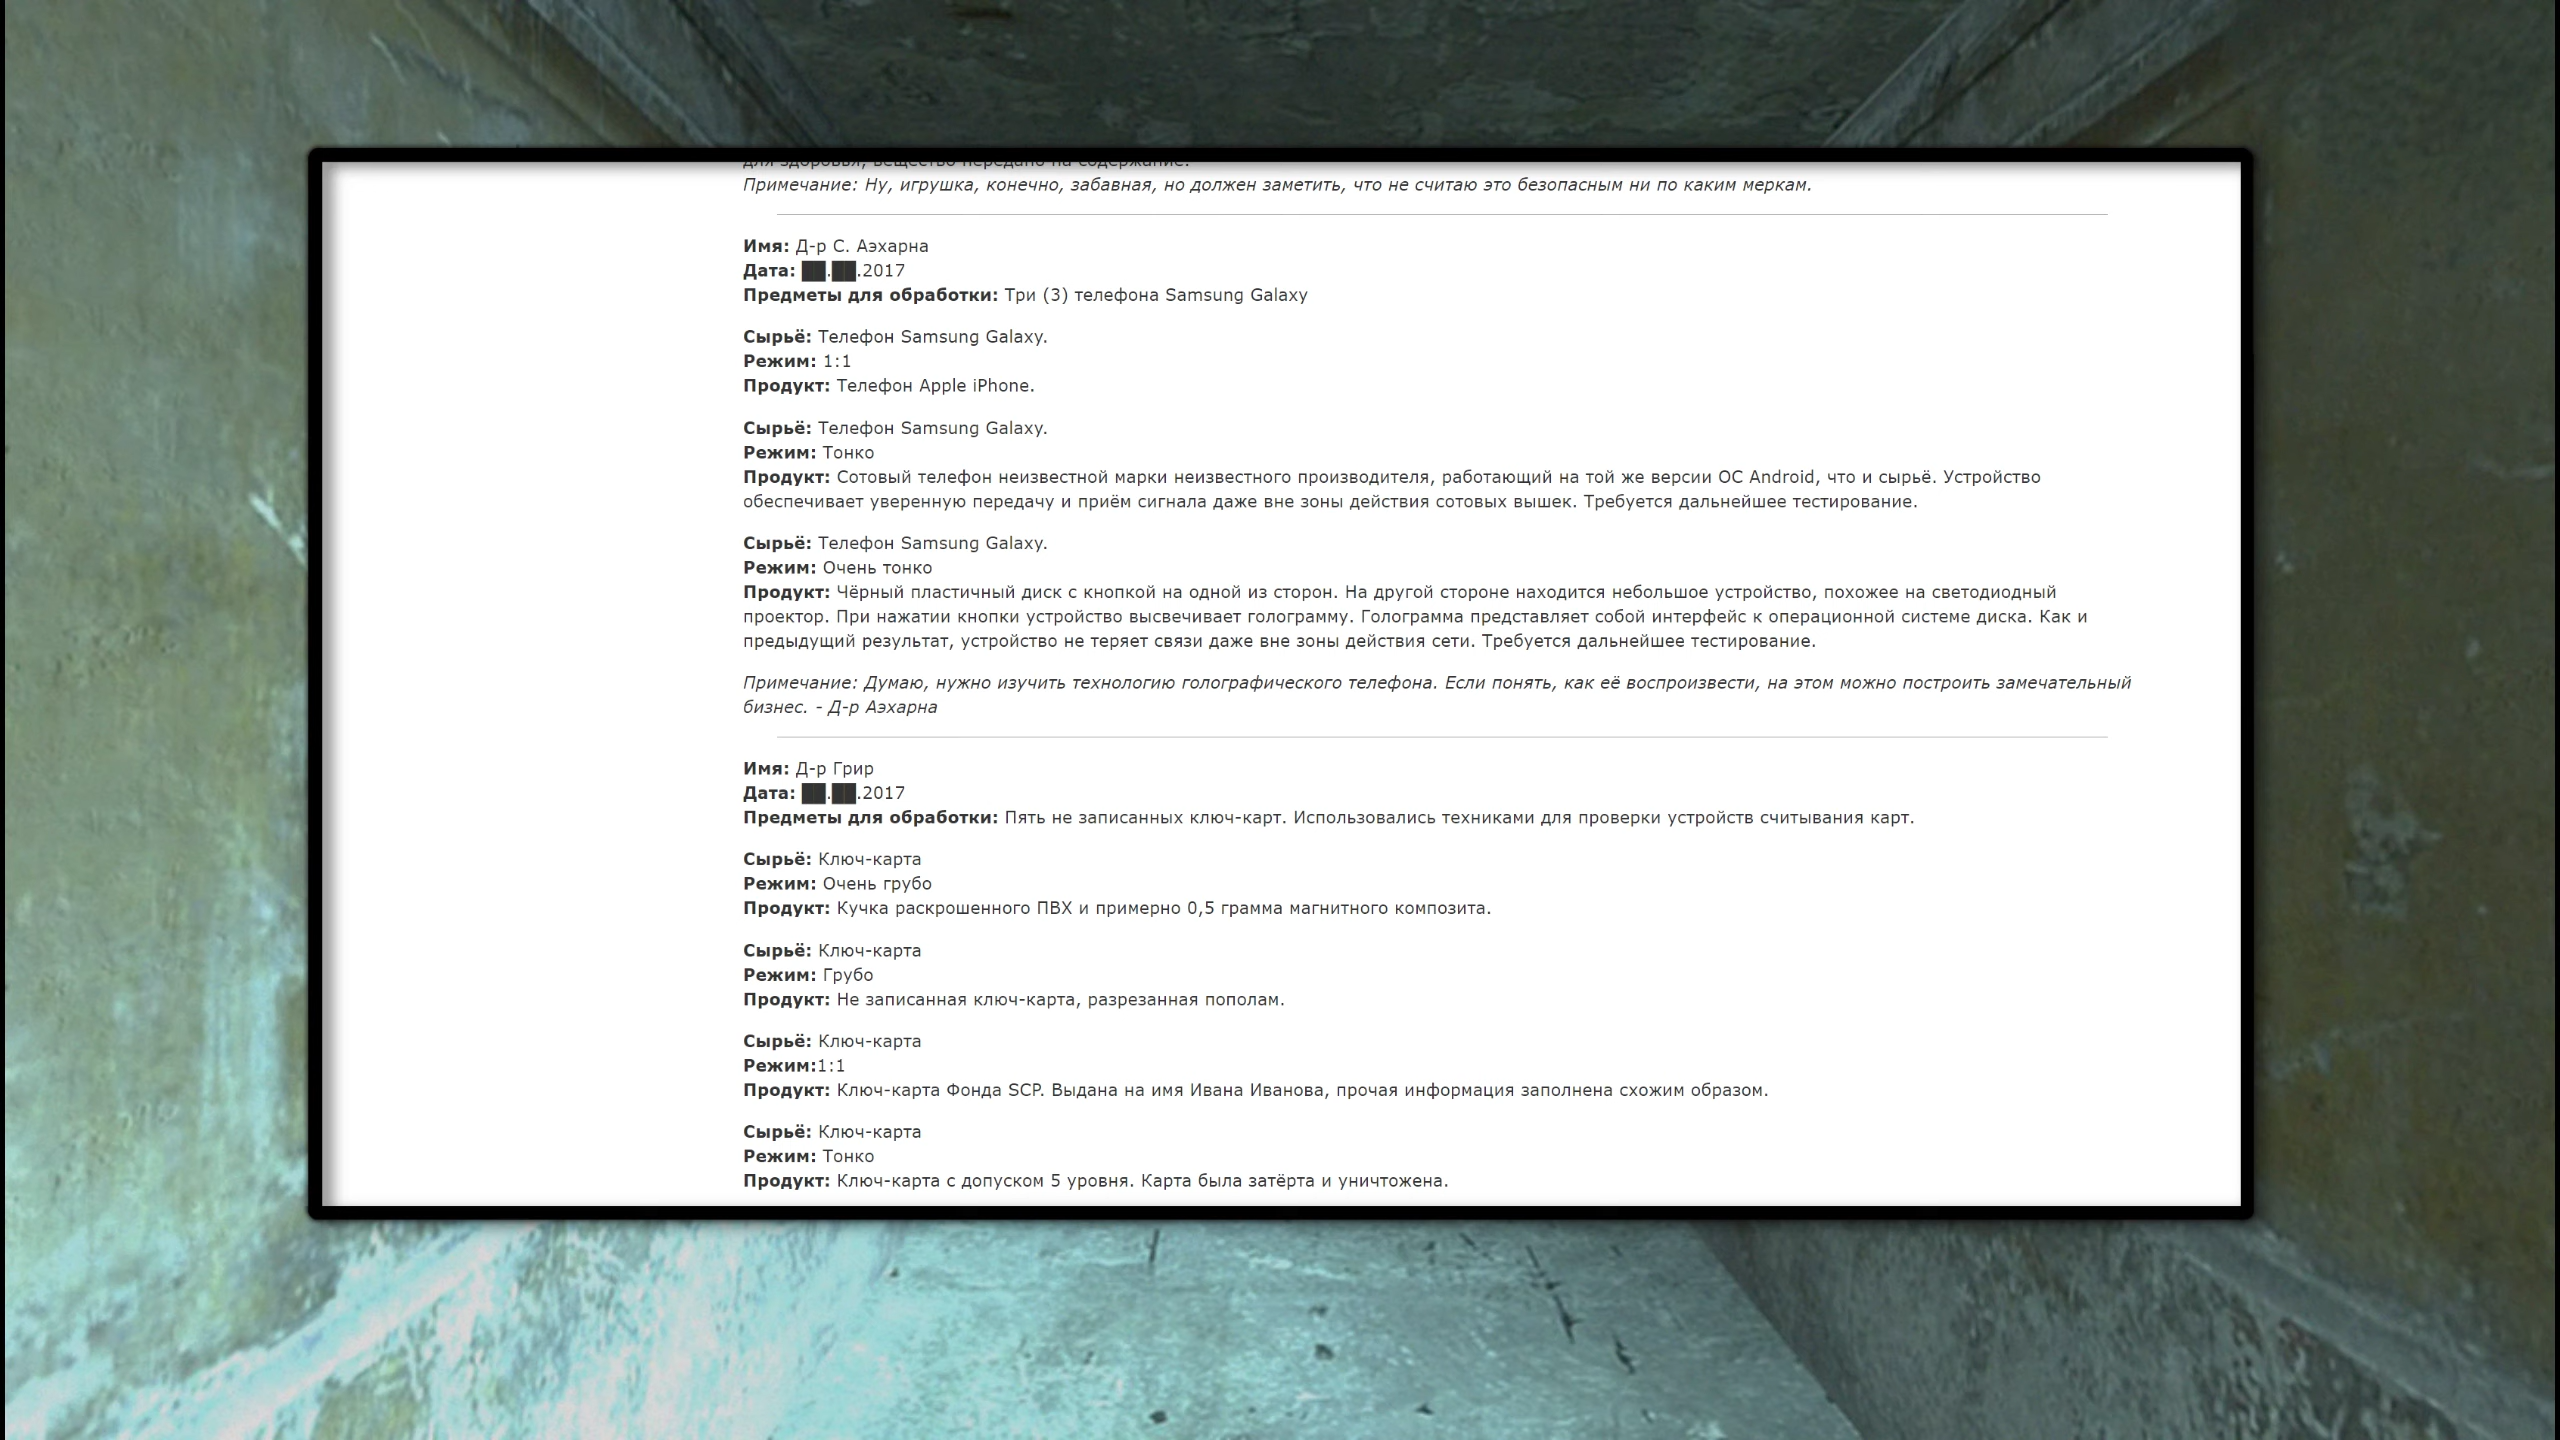 для здоровья, вещество передано на содержание.
Примечание: Ну, игрушка, конечно, забавная, но должен заметить, что не считаю это безопасным ни по каким меркам.
Имя: Д-р С. Аэхарна
Дата: ██.██.2017
Предметы для обработки: Три (3) телефона Samsung Galaxy
Сырьё: Телефон Samsung Galaxy.
Режим: 1:1
Продукт: Телефон Apple iPhone.
Сырьё: Телефон Samsung Galaxy.
Режим: Тонко
Продукт: Сотовый телефон неизвестной марки неизвестного производителя, работающий на той же версии ОС Android, что и сырьё. Устройство
обеспечивает уверенную передачу и приём сигнала даже вне зоны действия сотовых вышек. Требуется дальнейшее тестирование.
Сырьё: Телефон Samsung Galaxy.
Режим: Очень тонко
Продукт: Чёрный пластичный диск с кнопкой на одной из сторон. На другой стороне находится небольшое устройство, похожее на светодиодный
проектор. При нажатии кнопки устройство высвечивает голограмму. Голограмма представляет собой интерфейс к операционной системе диска. Как и
предыдущий результат, устройство не теряет связи даже вне зоны действия сети. Требуется дальнейшее тестирование.
Примечание: Думаю, нужно изучить технологию голографического телефона. Если понять, как её воспроизвести, на этом можно построить замечательный
бизнес. - Д-р Аэхарна
Имя: Д-р Грир
Дата: ██.██.2017
Предметы для обработки: Пять не записанных ключ-карт. Использовались техниками для проверки устройств считывания карт.
Сырьё: Ключ-карта
Режим: Очень грубо
Продукт: Кучка раскрошенного ПВХ и примерно 0,5 грамма магнитного композита.
Сырьё: Ключ-карта
Режим: Грубо
Продукт: Не записанная ключ-карта, разрезанная пополам.
Сырьё: Ключ-карта
Режим:1:1
Продукт: Ключ-карта Фонда SCP. Выдана на имя Ивана Иванова, прочая информация заполнена схожим образом.
Сырьё: Ключ-карта
Режим: Тонко
Продукт: Ключ-карта с допуском 5 уровня. Карта была затёрта и уничтожена.